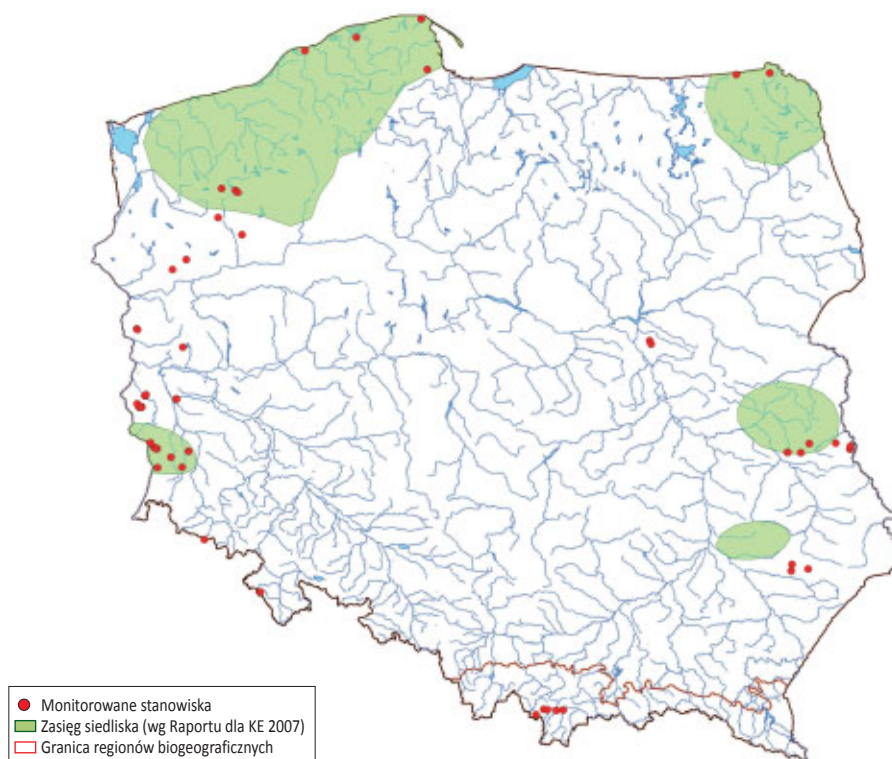 Monitorowane stanowiska
Zasięg siedliska (wg Raportu dla KE 2007)
Granica regionów biogeograficznych